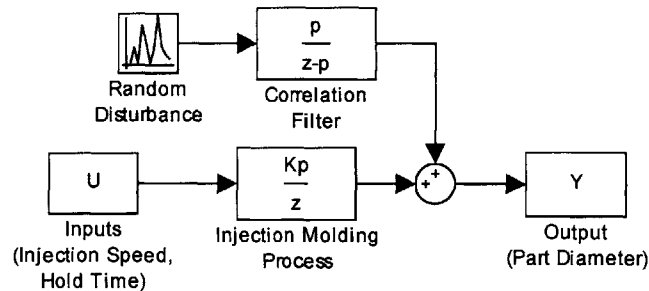 p
z-p
Random
Disturbance
Correlation
Filter
U
Kp
z
+
+
Y
Inputs
(Injection Speed,
Hold Time)
Injection Molding
Process
Output
(Part Diameter)